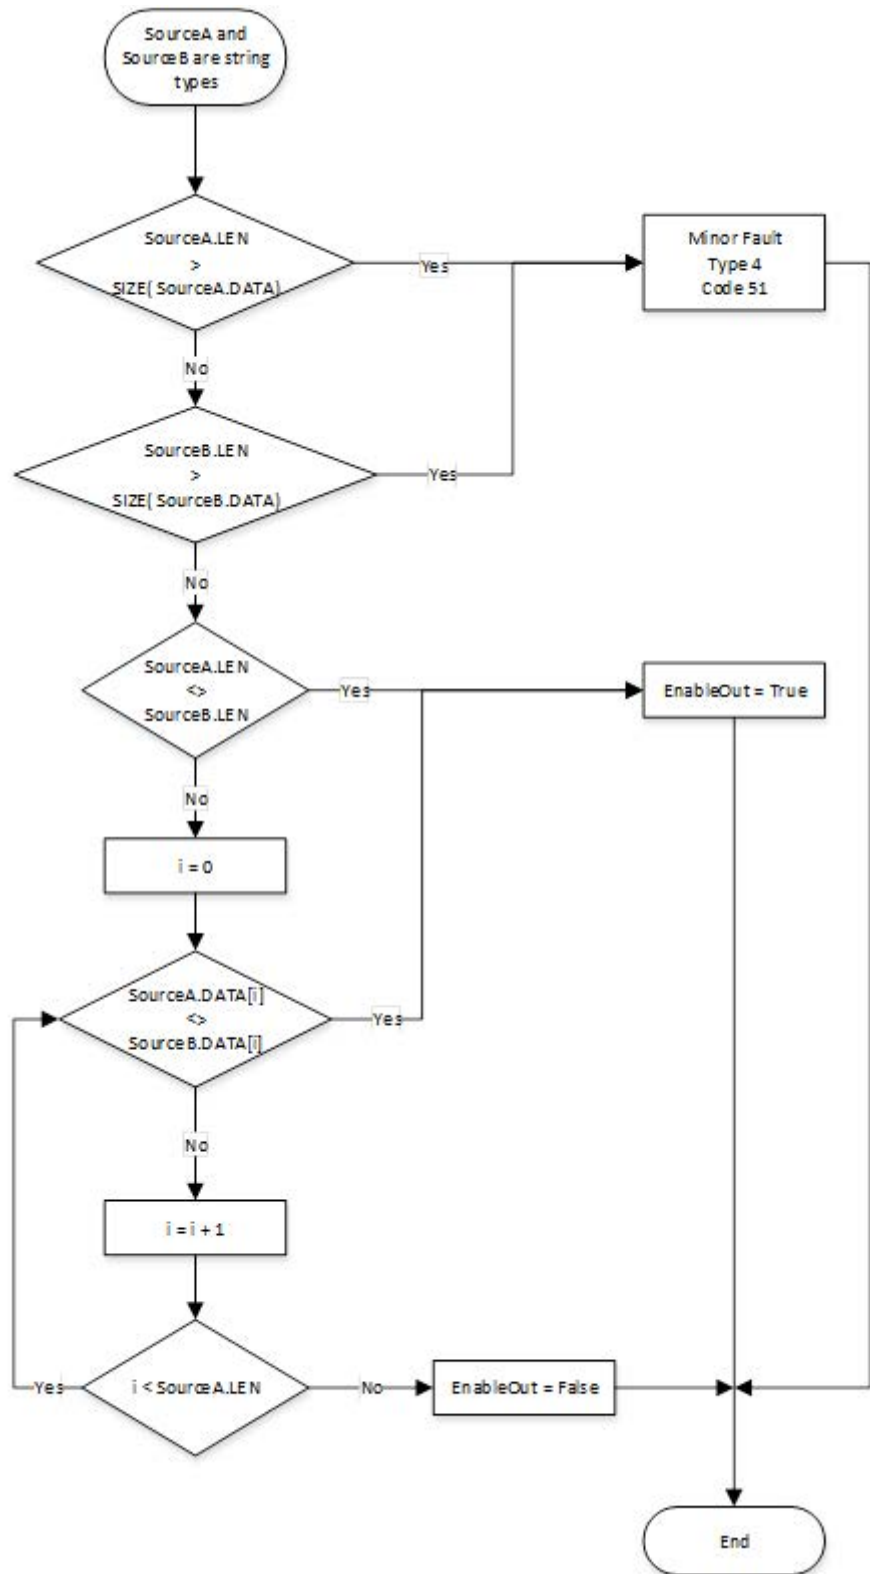 SourceA and
SourceB are string
types
SourceA.LEN
>
SIZE( SourceA.DATA)
Yes
Minor Fault
Type 4
Code 51
No
SourceB.LEN
>
SIZE( SourceB.DATA)
Yes
No
SourceA.LEN
<>
SourceB.LEN
Yes
EnableOut = True
No
i = 0
SourceA.DATA[i]
<>
SourceB.DATA[i]
Yes
No
i = i + 1
Yes
i < SourceA.LEN
No
EnableOut = False
End